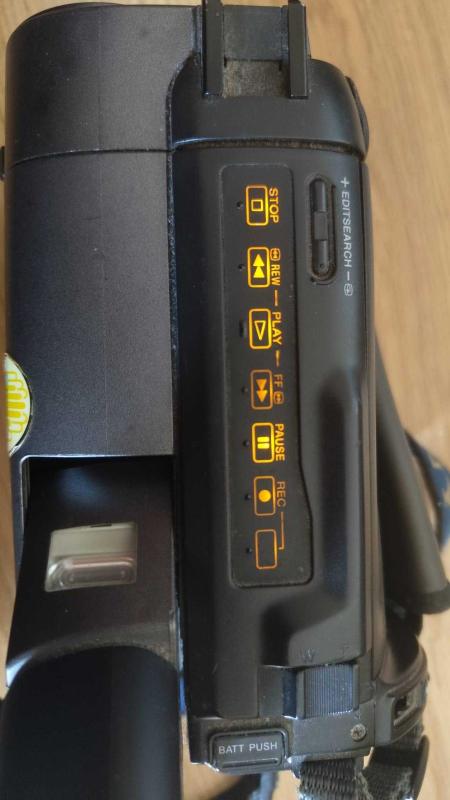 + EDITSEARCH −
STOP
REW
PLAY
FF
PAUSE
REC
W T
BATT PUSH